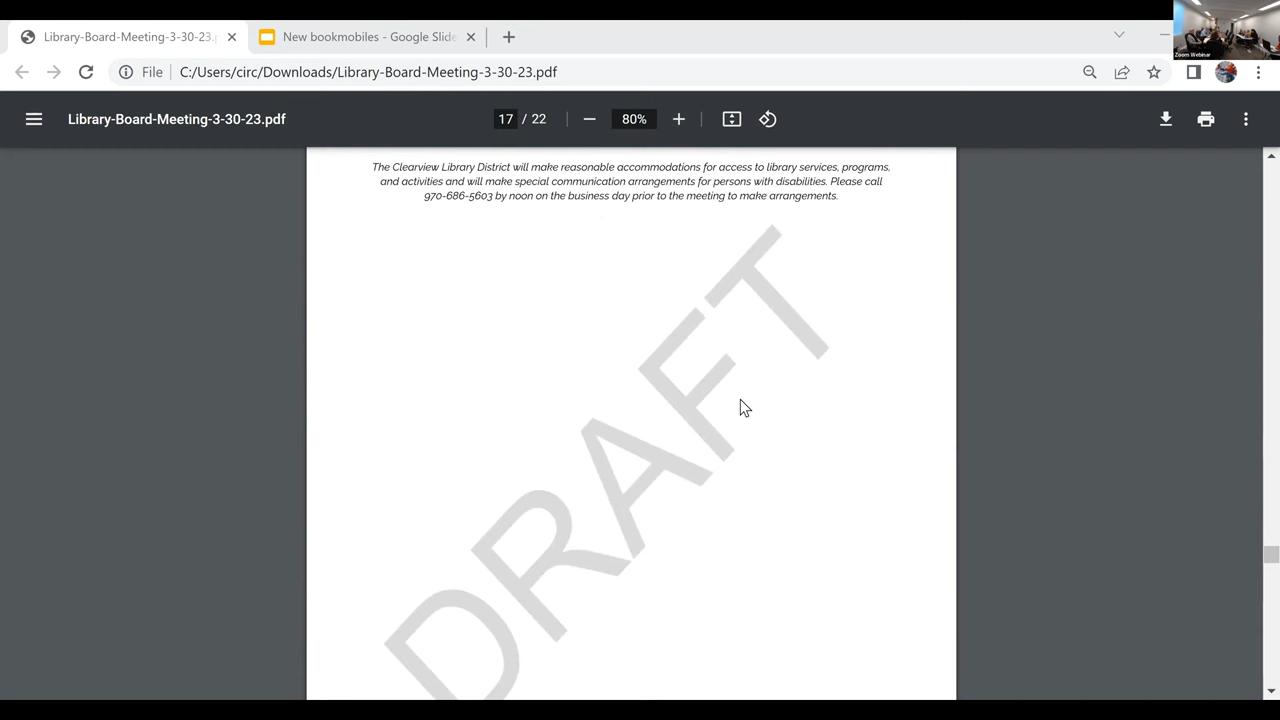 Library-Board-Meeting-3-30-23.p
New bookmobiles - Google Slide
Zoom Webinar
File
C:/Users/circ/Downloads/Library-Board-Meeting-3-30-23.pdf
Library-Board-Meeting-3-30-23.pdf
17 / 22
80%
The Clearview Library District will make reasonable accommodations for access to library services, programs,
and activities and will make special communication arrangements for persons with disabilities. Please call
970-686-5603 by noon on the business day prior to the meeting to make arrangements.
DRAFT